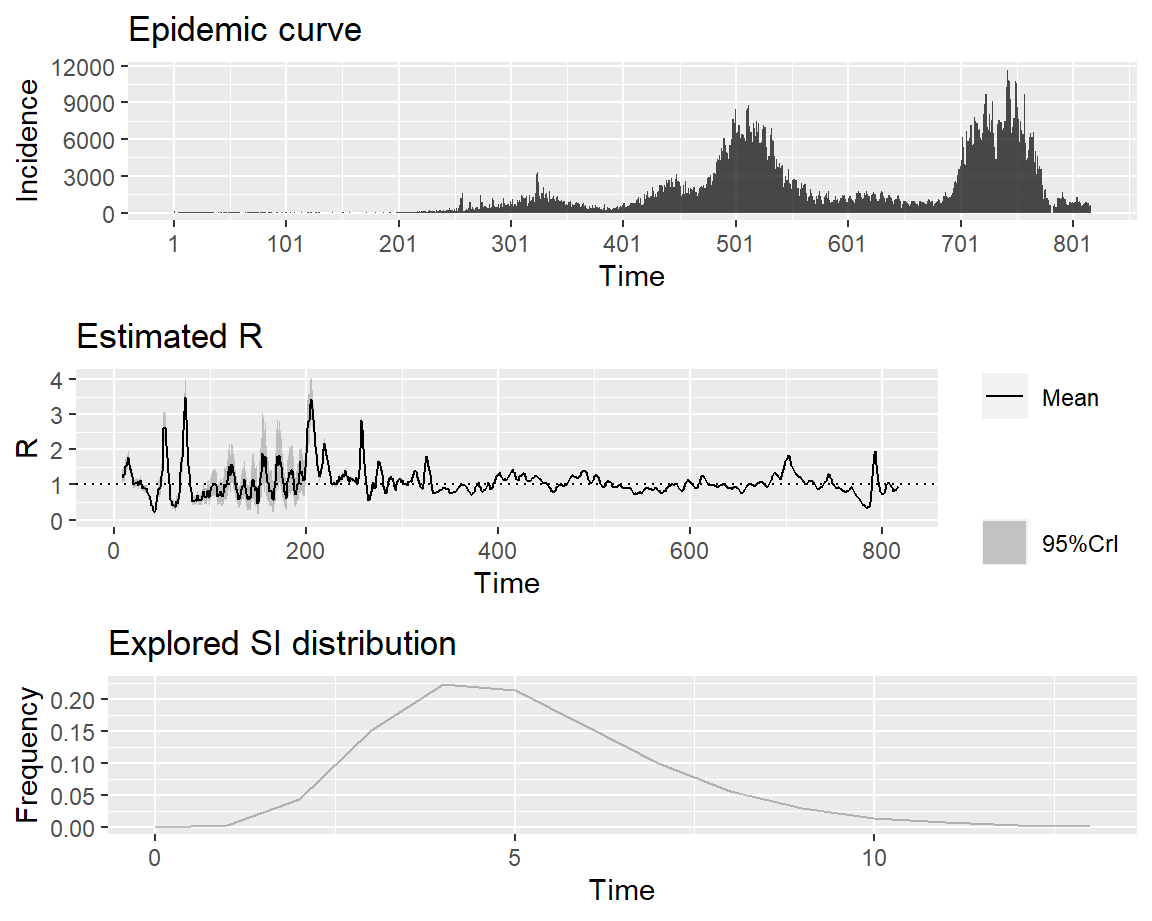 Epidemic curve
12000
9000
6000
3000
0
Incidence
1 101 201 301 401 501 601 701 801
Time
Estimated R
4
3
2
1
0
R
0 200 400 600 800
Time
Mean
95%CrI
Explored SI distribution
0.20
0.15
0.10
0.05
0.00
Frequency
0 5 10
Time